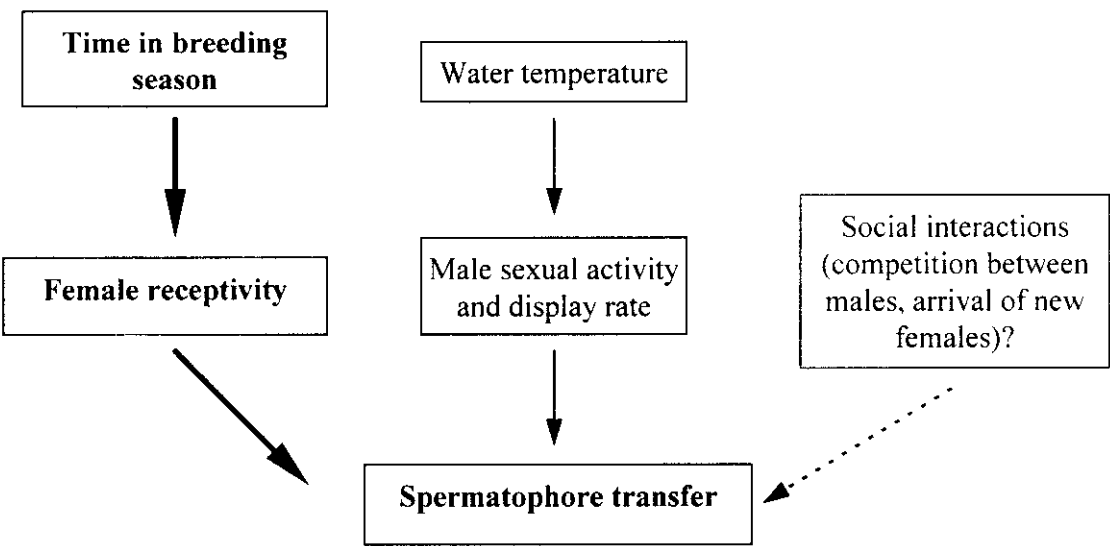 Time in breeding
season
Water temperature
Female receptivity
Male sexual activity
and display rate
Social interactions
(competition between
males, arrival of new
females)?
Spermatophore transfer